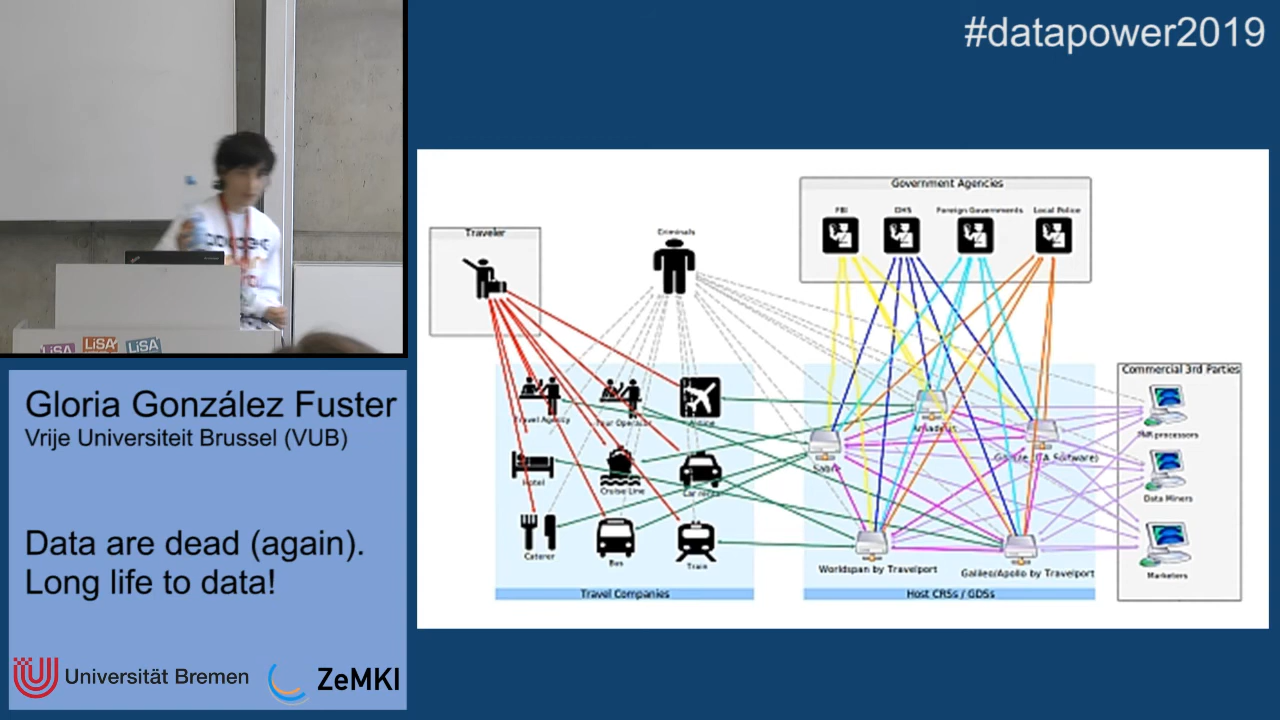 #datapower2019
Government Agencies
FBI
DHS
Foreign Governments
Local Police
Traveler
Criminals
Commercial 3rd Parties
Travel Agency
Tour Operator
Airline
PNR processors
Sabre
Amadeus
Hotel
Cruise Line
Car rental
Data Miners
Caterer
Bus
Train
Worldspan by Travelport
Galileo/Apollo by Travelport
Marketers
Travel Companies
Host CRSs / GDSs
LiSA
LiSA
LiSA
Gloria González Fuster
Vrije Universiteit Brussel (VUB)
Data are dead (again).
Long life to data!
Universität Bremen
ZeMKI